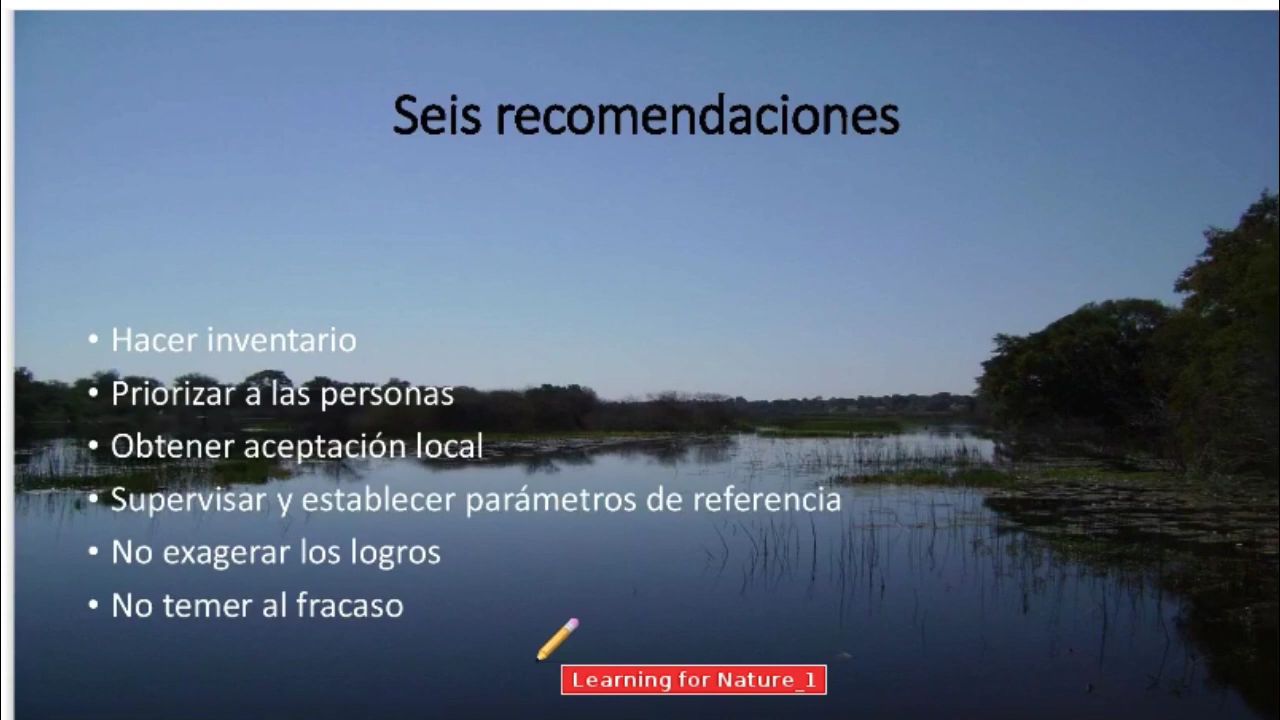 Seis recomendaciones
• Hacer inventario
• Priorizar a las personas
• Obtener aceptación local
• Supervisar y establecer parámetros de referencia
• No exagerar los logros
• No temer al fracaso
Learning for Nature_1